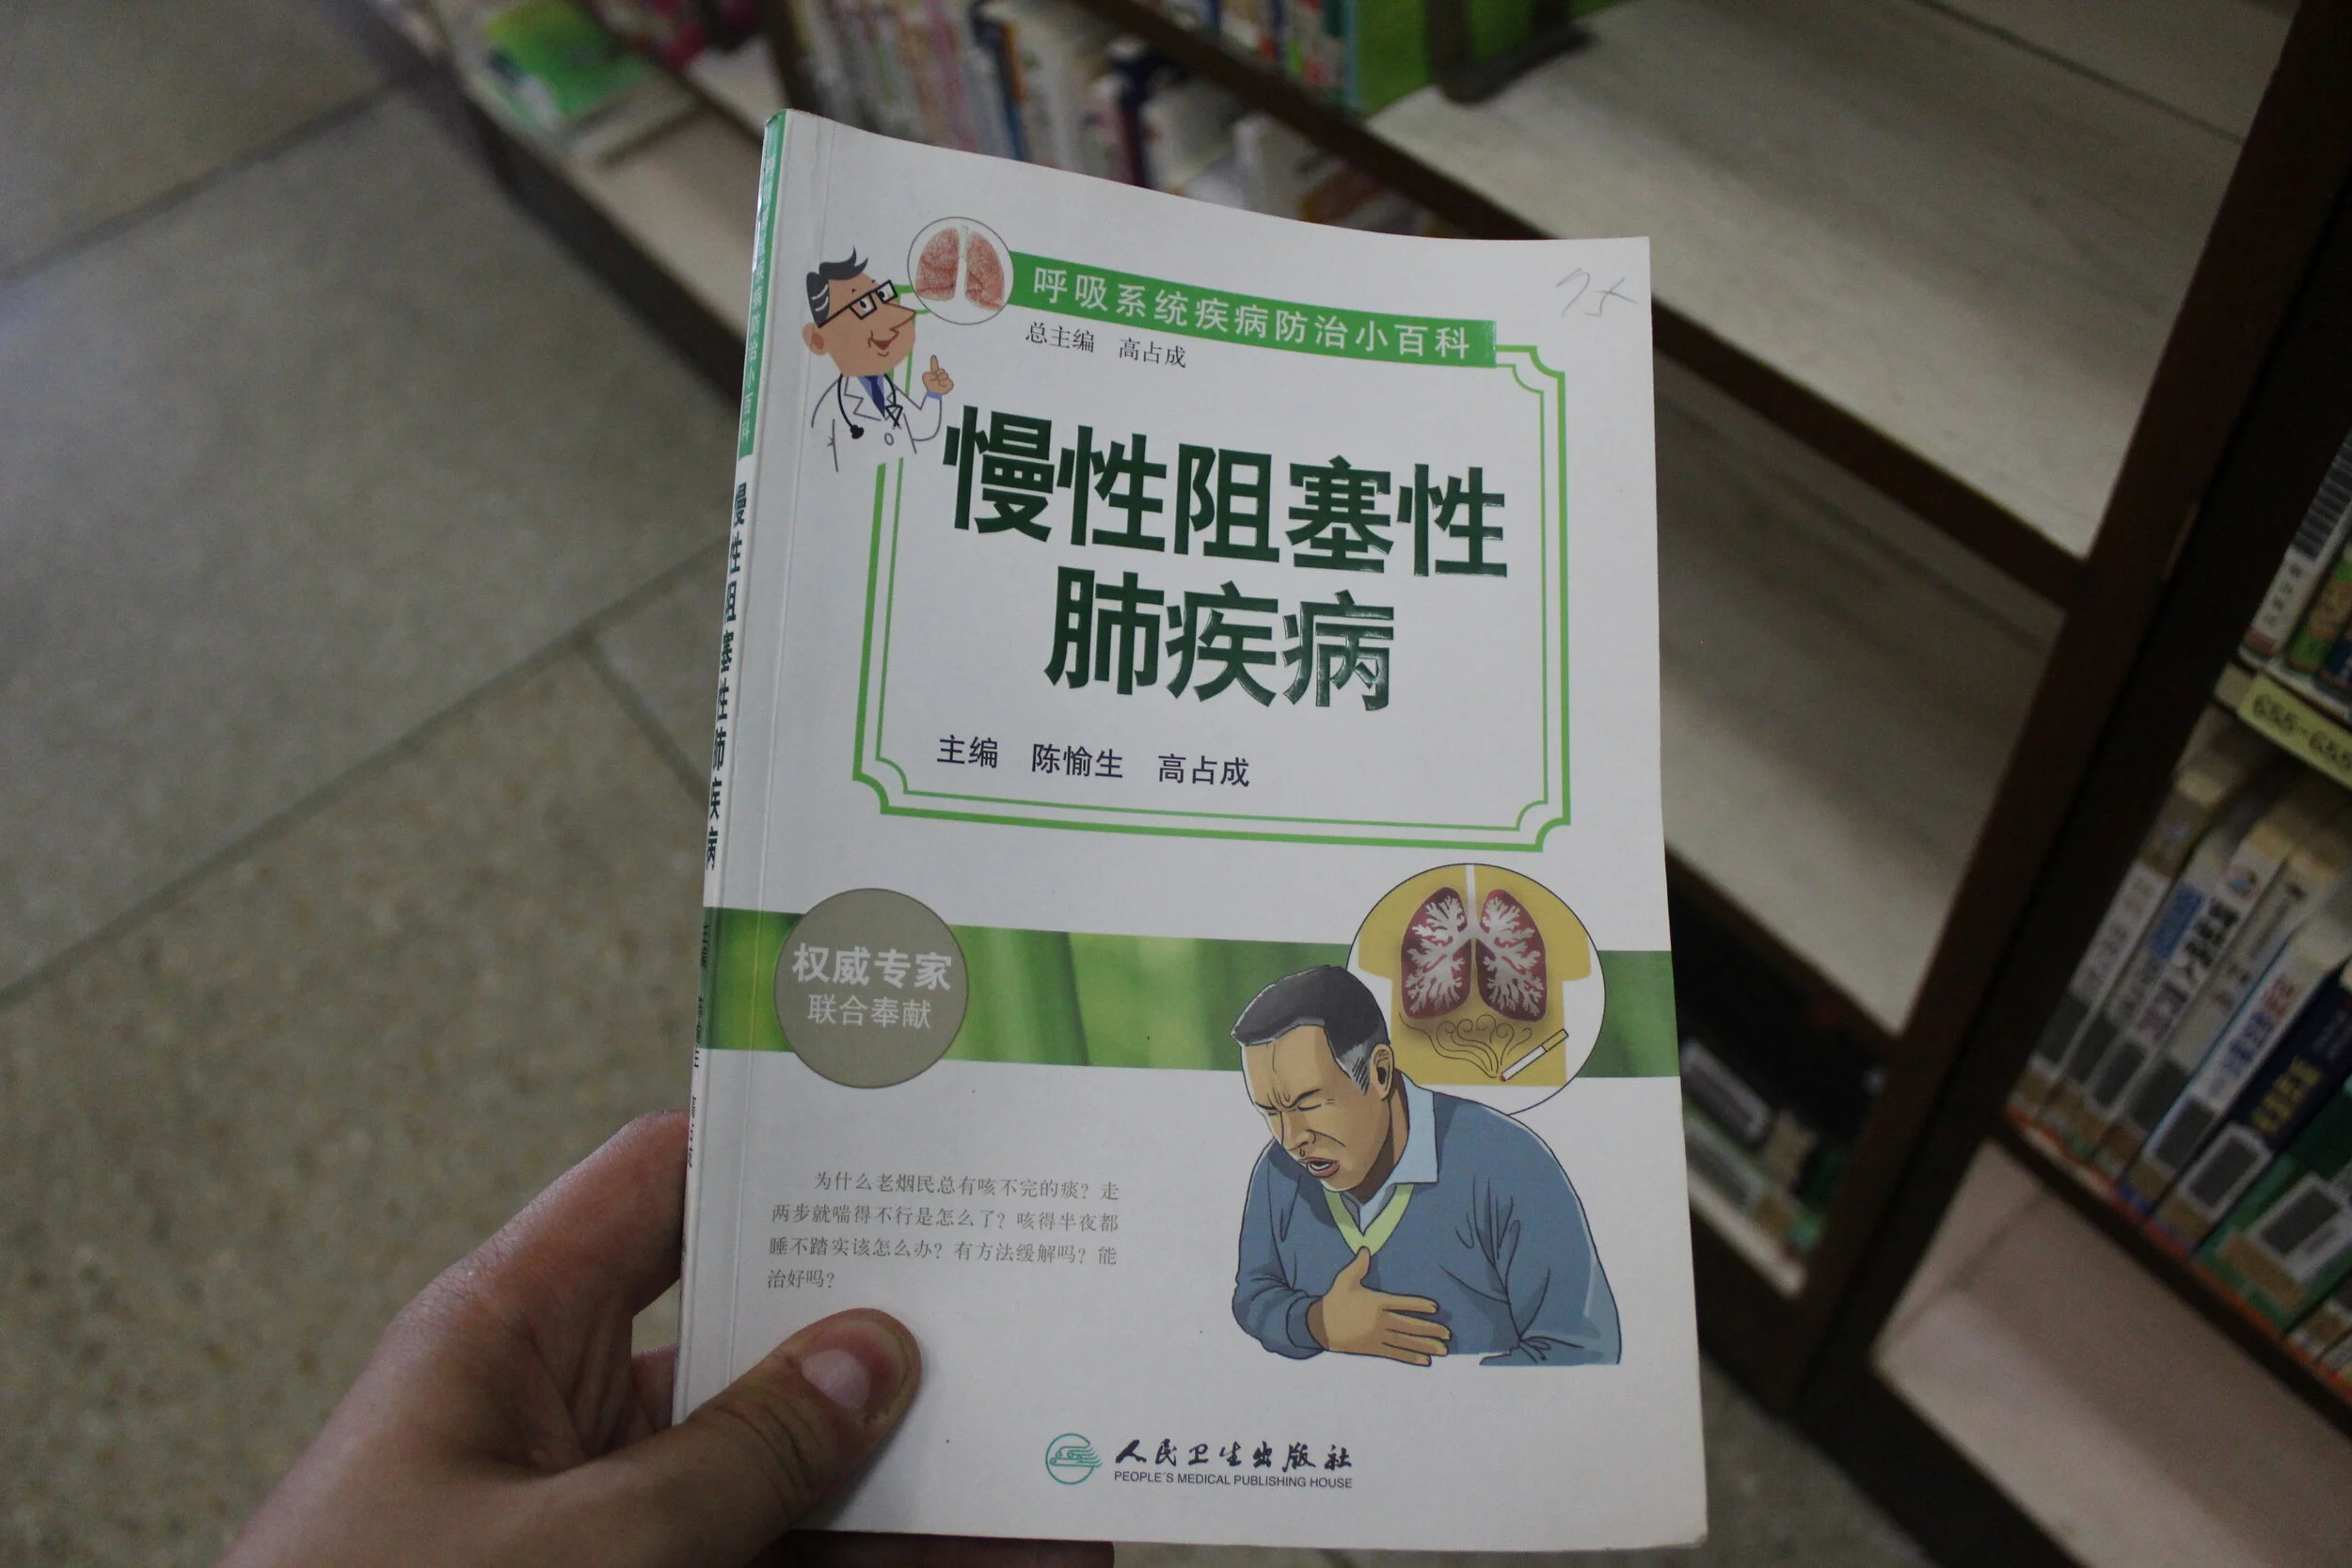 呼吸系统疾病防治小百科
总主编 高占成
慢性阻塞性
肺疾病
主编 陈愉生 高占成
权威专家
联合奉献
为什么老烟民总有咳不完的痰？走
两步就喘得不行是怎么了？咳得半夜都
睡不踏实该怎么办？有方法缓解吗？能
治好吗？
人民卫生出版社
PEOPLE'S MEDICAL PUBLISHING HOUSE
慢性阻塞性肺疾病